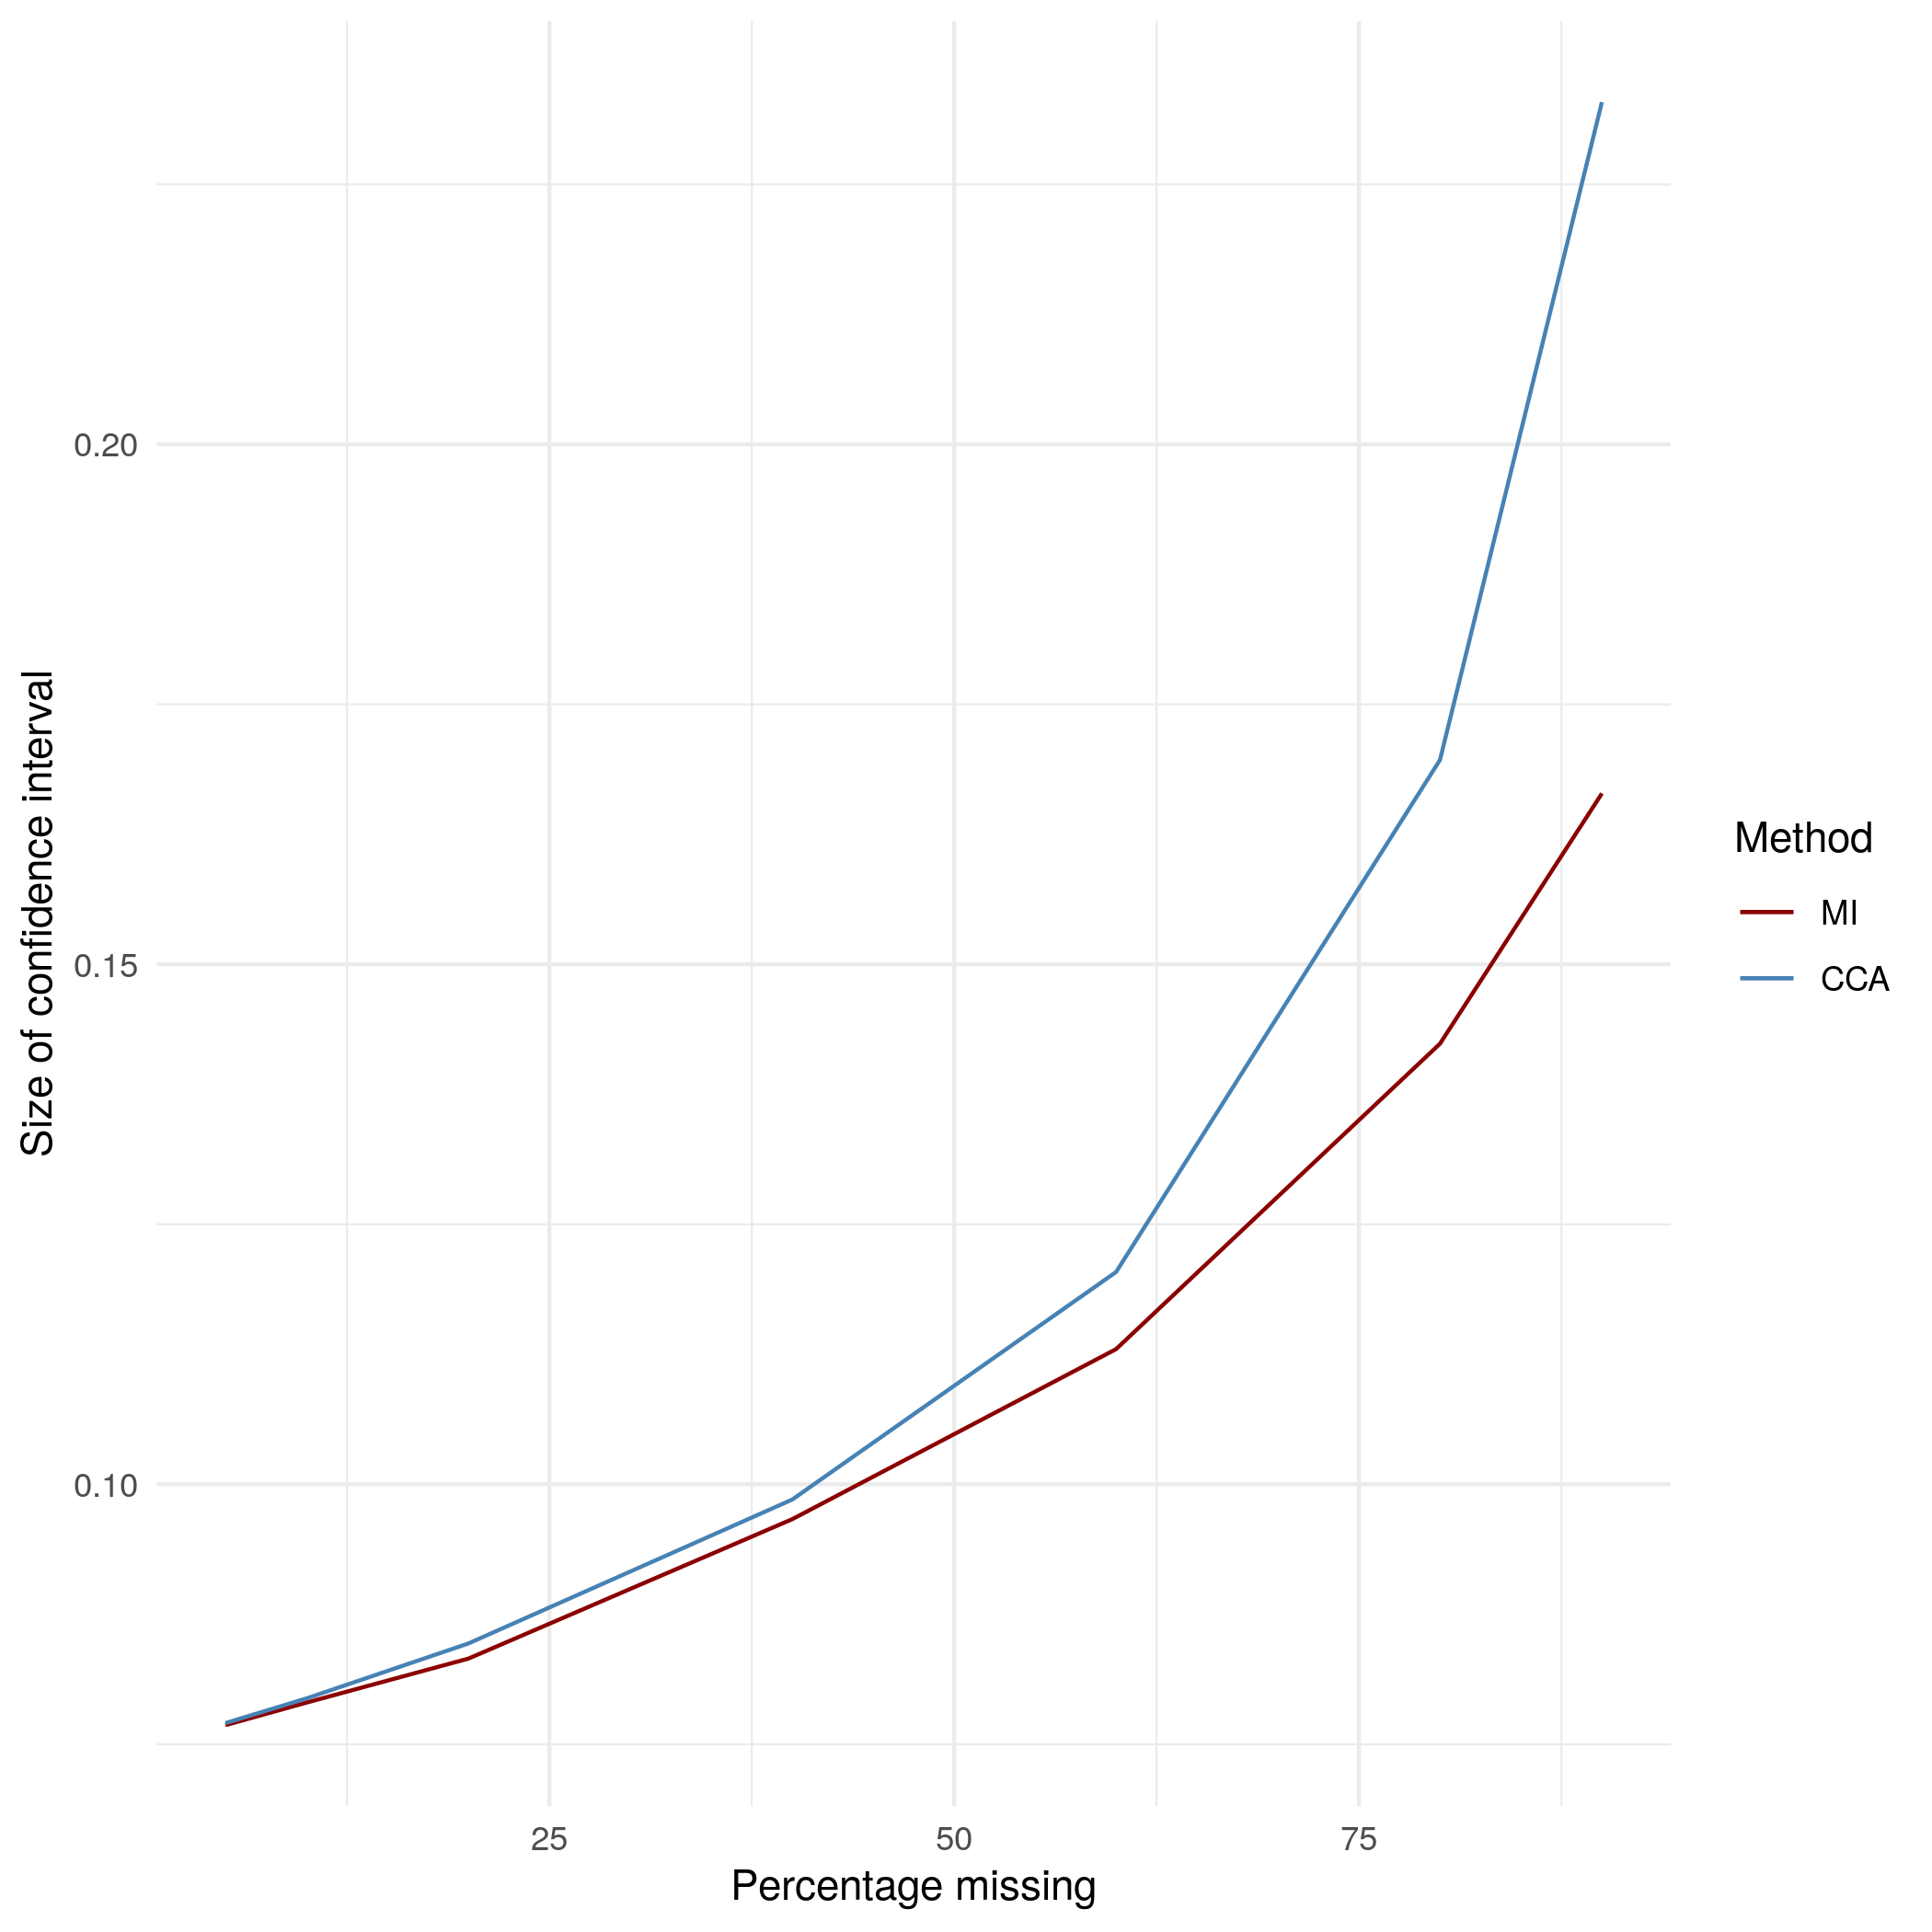 Size of confidence interval
0.20
0.15
0.10
25 50 75
Percentage missing
Method
MI
CCA